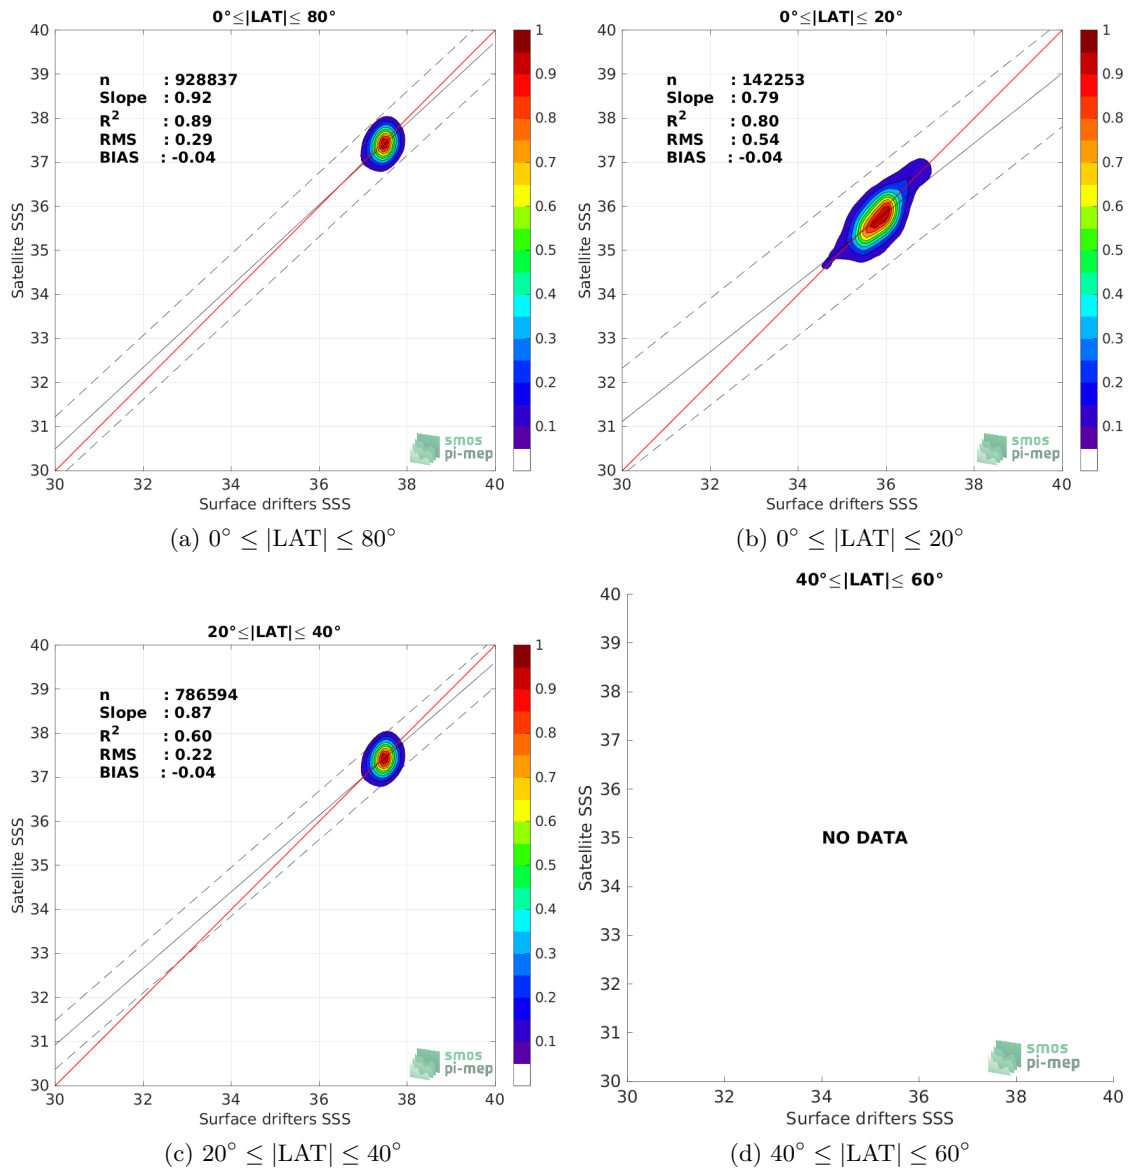 0°≤|LAT|≤ 80°
n : 928837
Slope : 0.92
R2 : 0.89
RMS : 0.29
BIAS : -0.04
40
39
38
37
36
35
34
33
32
31
30
30 32 34 36 38 40
Satellite SSS
Surface drifters SSS
1
0.9
0.8
0.7
0.6
0.5
0.4
0.3
0.2
0.1
smos
pi-mep
(a) 0° ≤ |LAT| ≤ 80°
0°≤|LAT|≤ 20°
n : 142253
Slope : 0.79
R2 : 0.80
RMS : 0.54
BIAS : -0.04
40
39
38
37
36
35
34
33
32
31
30
30 32 34 36 38 40
Satellite SSS
Surface drifters SSS
1
0.9
0.8
0.7
0.6
0.5
0.4
0.3
0.2
0.1
smos
pi-mep
(b) 0° ≤ |LAT| ≤ 20°
20°≤|LAT|≤ 40°
n : 786594
Slope : 0.87
R2 : 0.60
RMS : 0.22
BIAS : -0.04
40
39
38
37
36
35
34
33
32
31
30
30 32 34 36 38 40
Satellite SSS
Surface drifters SSS
1
0.9
0.8
0.7
0.6
0.5
0.4
0.3
0.2
0.1
smos
pi-mep
(c) 20° ≤ |LAT| ≤ 40°
40°≤|LAT|≤ 60°
40
39
38
37
36
35
34
33
32
31
30
30 32 34 36 38 40
Satellite SSS
Surface drifters SSS
NO DATA
smos
pi-mep
(d) 40° ≤ |LAT| ≤ 60°